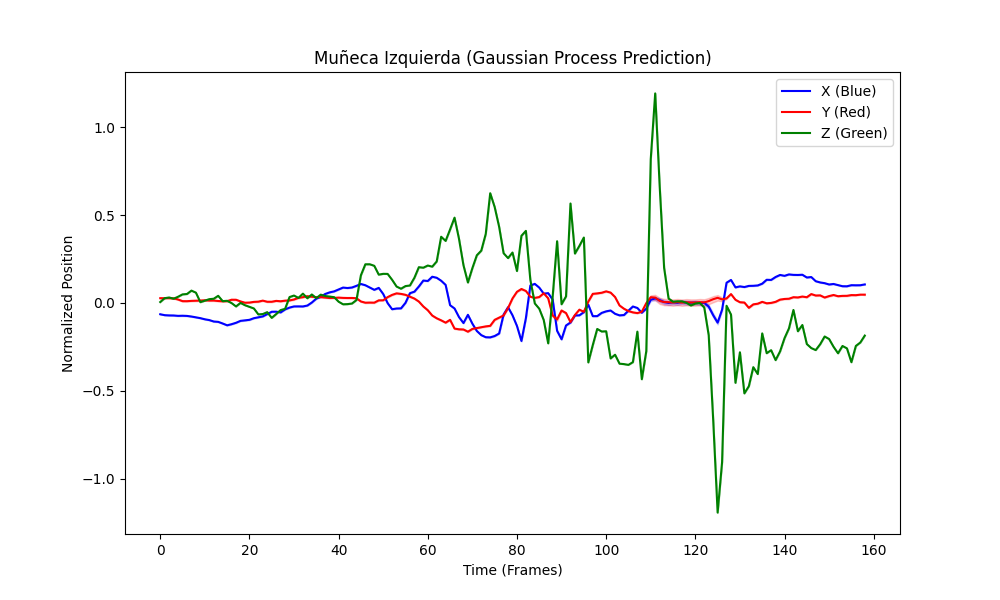 Muñeca Izquierda (Gaussian Process Prediction)
X (Blue)
Y (Red)
Z (Green)
Normalized Position
1.0
0.5
0.0
−0.5
−1.0
0 20 40 60 80 100 120 140 160
Time (Frames)